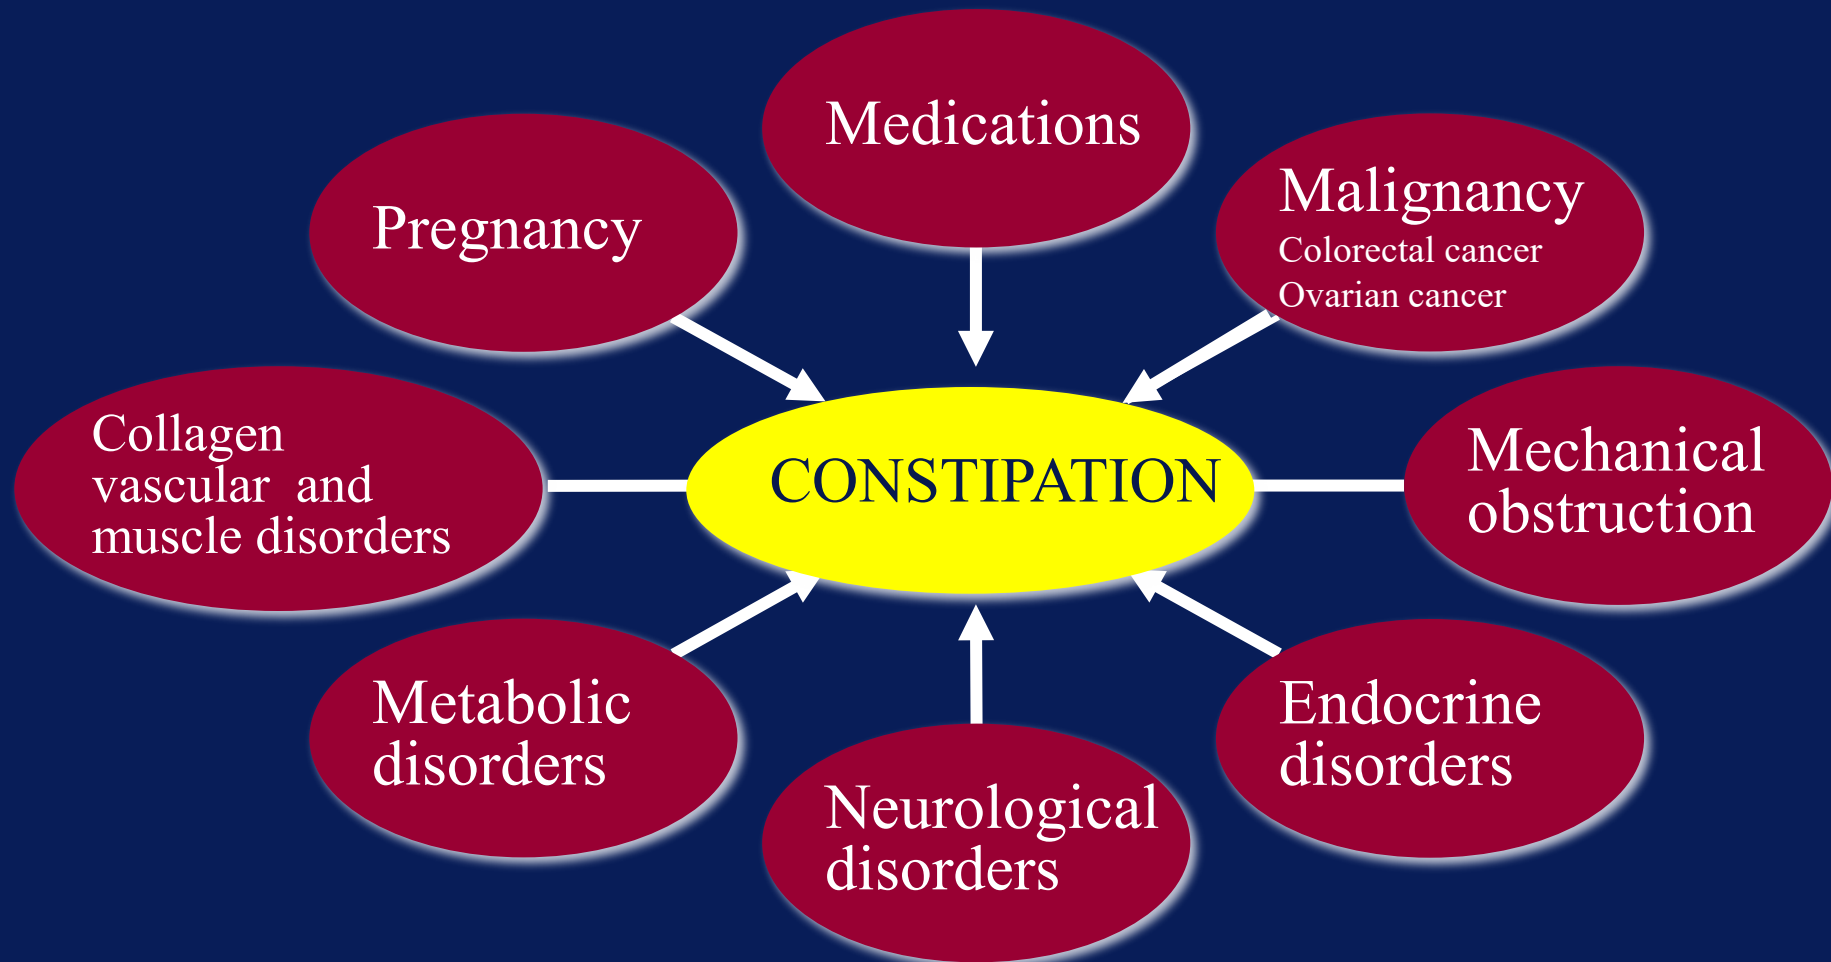 Medications
Pregnancy
Malignancy
Colorectal cancer
Ovarian cancer
Collagen
vascular  and
muscle disorders
CONSTIPATION
Mechanical
obstruction
Metabolic
disorders
Endocrine
disorders
Neurological
disorders